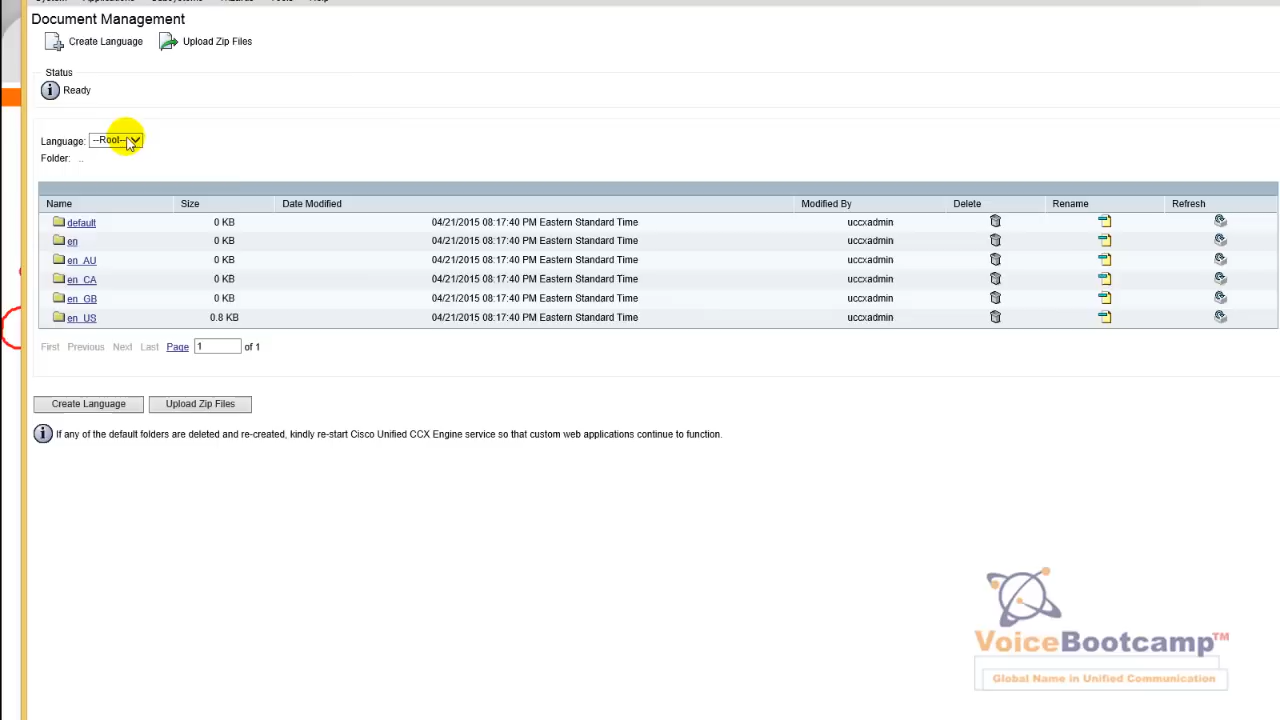 System Applications Subsystems Wizards Tools Help
Document Management
Create Language Upload Zip Files
Status
Ready
Language: --Root--
Folder: ..
Name Size Date Modified Modified By Delete Rename Refresh
default 0 KB 04/21/2015 08:17:40 PM Eastern Standard Time uccxadmin
en 0 KB 04/21/2015 08:17:40 PM Eastern Standard Time uccxadmin
en_AU 0 KB 04/21/2015 08:17:40 PM Eastern Standard Time uccxadmin
en_CA 0 KB 04/21/2015 08:17:40 PM Eastern Standard Time uccxadmin
en_GB 0 KB 04/21/2015 08:17:40 PM Eastern Standard Time uccxadmin
en_US 0.8 KB 04/21/2015 08:17:40 PM Eastern Standard Time uccxadmin
First Previous Next Last Page 1 of 1
Create Language Upload Zip Files
If any of the default folders are deleted and re-created, kindly re-start Cisco Unified CCX Engine service so that custom web applications continue to function.
VoiceBootcamp™
Global Name in Unified Communication